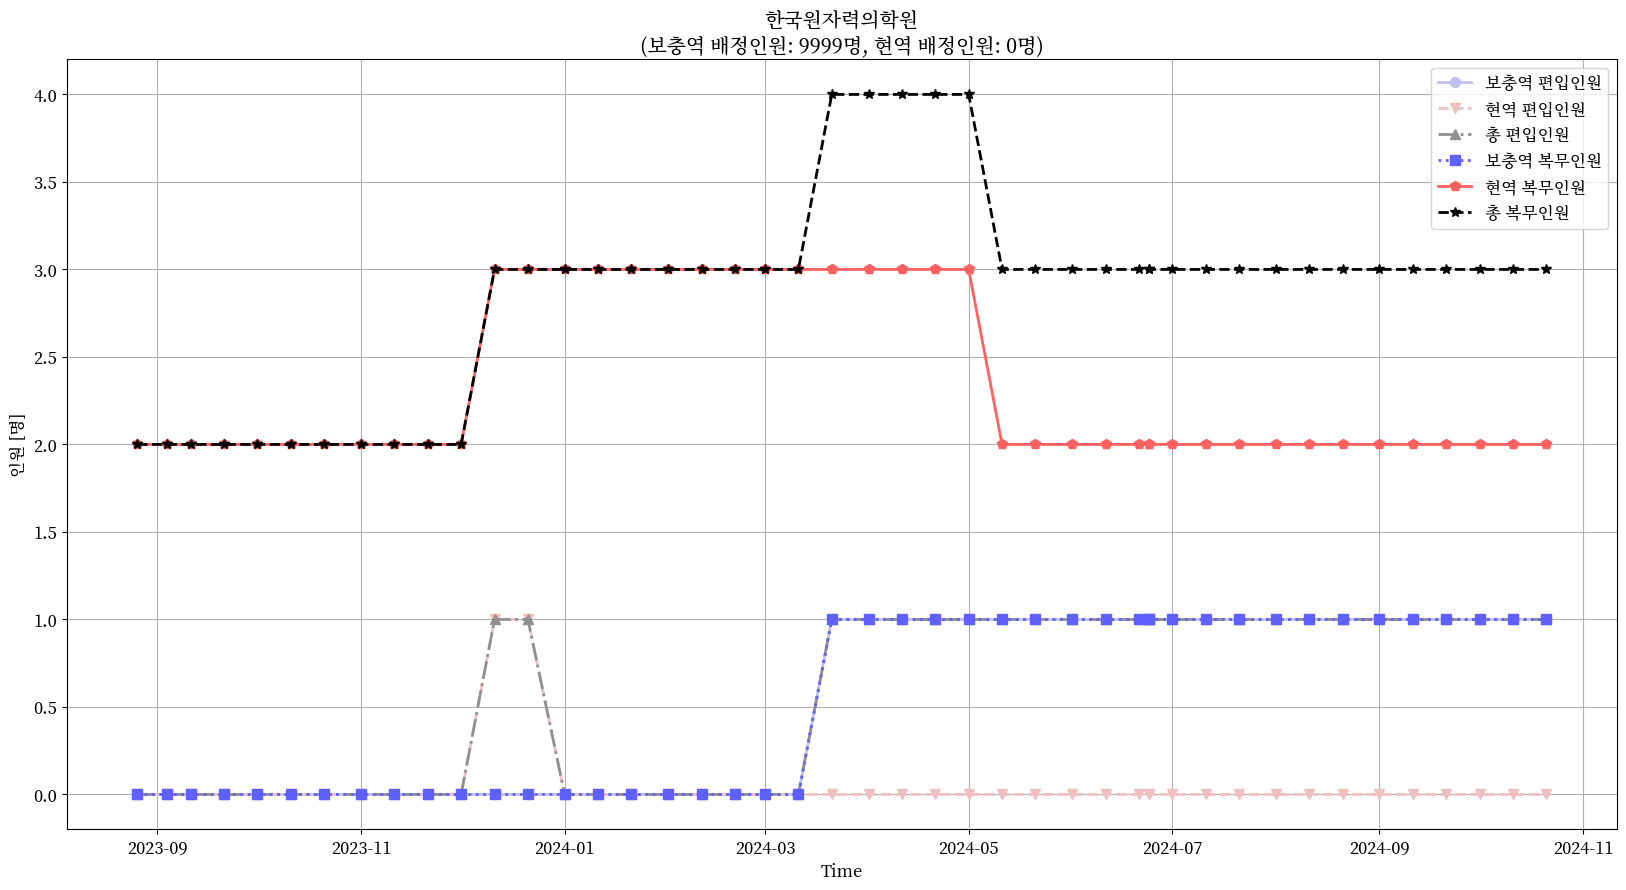 한국원자력의학원
(보충역 배정인원: 9999명, 현역 배정인원: 0명)
보충역 편입인원
현역 편입인원
총 편입인원
보충역 복무인원
현역 복무인원
총 복무인원
4.0
3.5
3.0
2.5
2.0
1.5
1.0
0.5
0.0
인원 [명]
2023-09 2023-11 2024-01 2024-03 2024-05 2024-07 2024-09 2024-11
Time